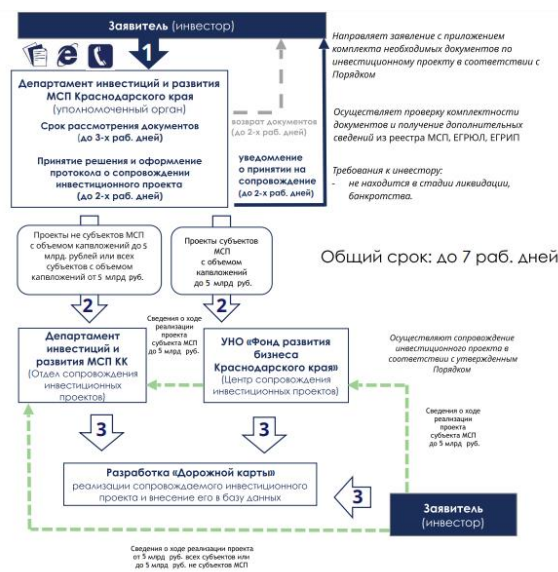 Заявитель (инвестор)
1
Направляет заявление с приложением
комплекта необходимых документов по
инвестиционному проекту в соответствии с
Порядком
Департамент инвестиций и развития
МСП Краснодарского края
(уполномоченный орган)
Срок рассмотрения документов
(до 3-х раб. дней)
Принятие решения и оформление
протокола о сопровождении
инвестиционного проекта
(до 2-х раб. дней)
возврат документов
(до 2-х раб. дней)
уведомление
о принятии на
сопровождение
(до 2-х раб. дней)
Осуществляет проверку комплектности
документов и получение дополнительных
сведений из реестра МСП, ЕГРЮЛ, ЕГРИП
Требования к инвестору:
- не находится в стадии ликвидации,
банкротства.
Проекты не субъектов МСП
с объемом капвложений до 5
млрд. рублей или всех
субъектов с объемом
капвложений от 5 млрд руб.
Проекты субъектов
МСП
с объемом
капвложений
до 5 млрд руб.
Общий срок: до 7 раб. дней
2
2
Сведения о ходе
реализации
проекта
субъекта МСП
до 5 млрд руб.
Департамент
инвестиций и
развития МСП КК
(Отдел сопровождения
инвестиционных
проектов)
УНО «Фонд развития
бизнеса
Краснодарского края»
(Центр сопровождения
инвестиционных проектов)
Осуществляют сопровождение
инвестиционного проекта в
соответствии с утвержденным
Порядком
Сведения о ходе
реализации
проекта
субъекта МСП
до 5 млрд руб.
3
3
Разработка «Дорожной карты»
реализации сопровождаемого инвестиционного
проекта и внесение его в базу данных
3
Заявитель
(инвестор)
Сведения о ходе реализации проекта
от 5 млрд руб. всех субъектов или
до 5 млрд руб. не субъектов МСП